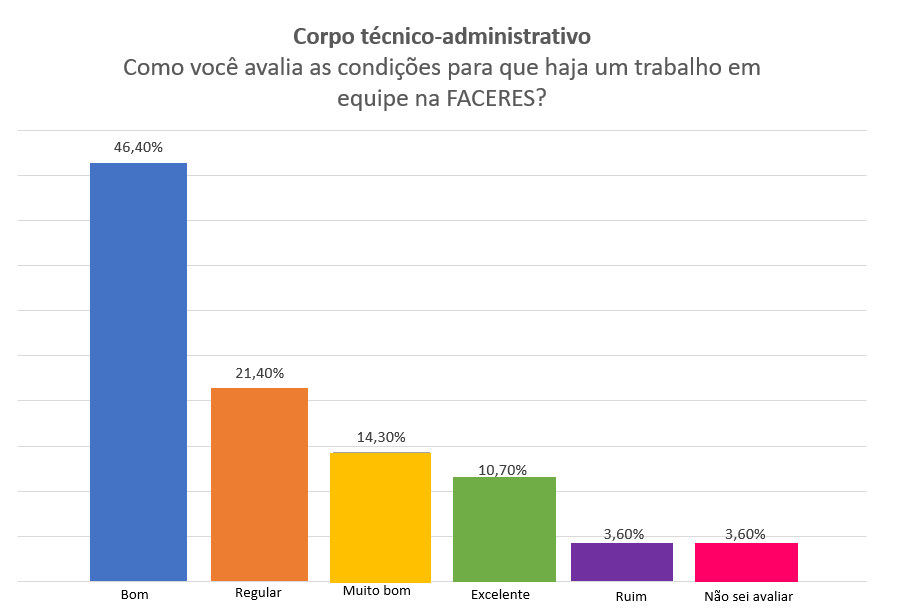 Corpo técnico-administrativo
Como você avalia as condições para que haja um trabalho em
equipe na FACERES?
46,40%
21,40%
14,30%
10,70%
3,60%
3,60%
Bom
Regular
Muito bom
Excelente
Ruim
Não sei avaliar